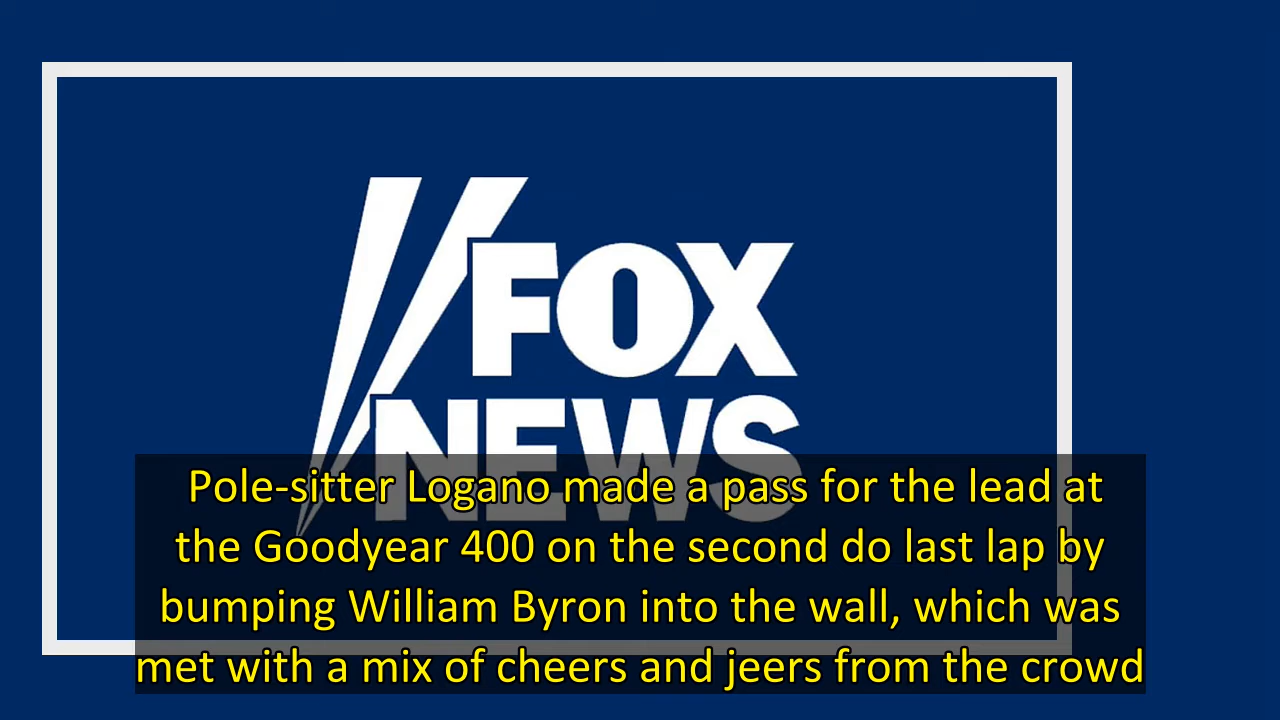 FOX
NEWS
Pole-sitter Logano made a pass for the lead at
the Goodyear 400 on the second do last lap by
bumping William Byron into the wall, which was
met with a mix of cheers and jeers from the crowd